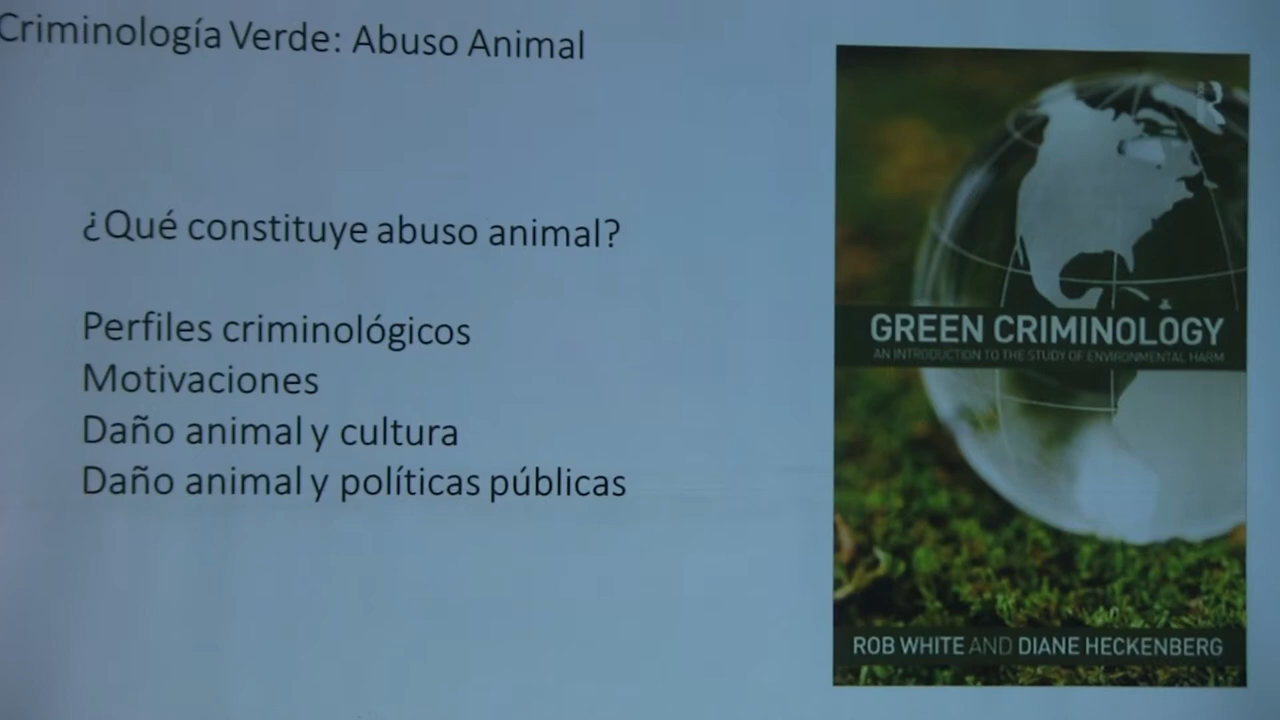 Criminología Verde: Abuso Animal
¿Qué constituye abuso animal?
Perfiles criminológicos
Motivaciones
Daño animal y cultura
Daño animal y políticas públicas
GREEN CRIMINOLOGY
AN INTRODUCTION TO THE STUDY OF ENVIRONMENTAL HARM
ROB WHITE AND DIANE HECKENBERG